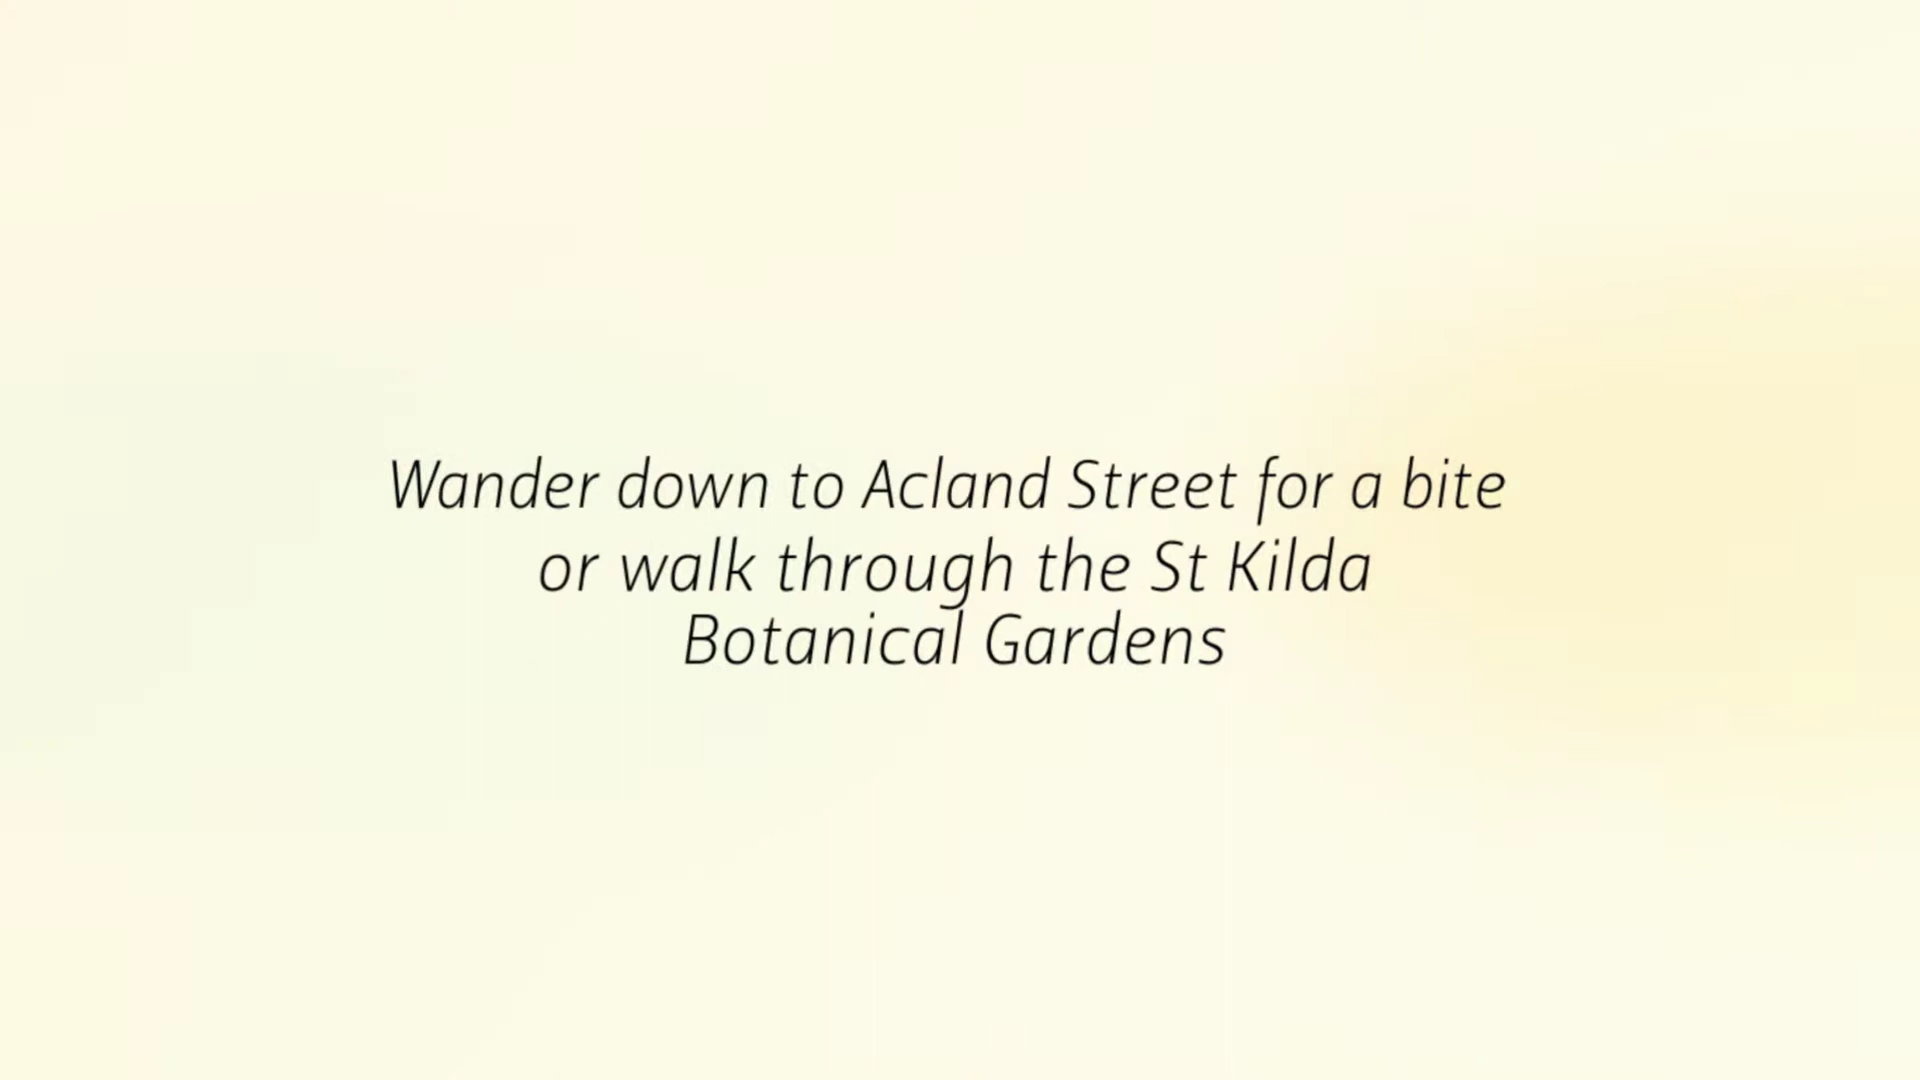 Wander down to Acland Street for a bite
or walk through the St Kilda
Botanical Gardens